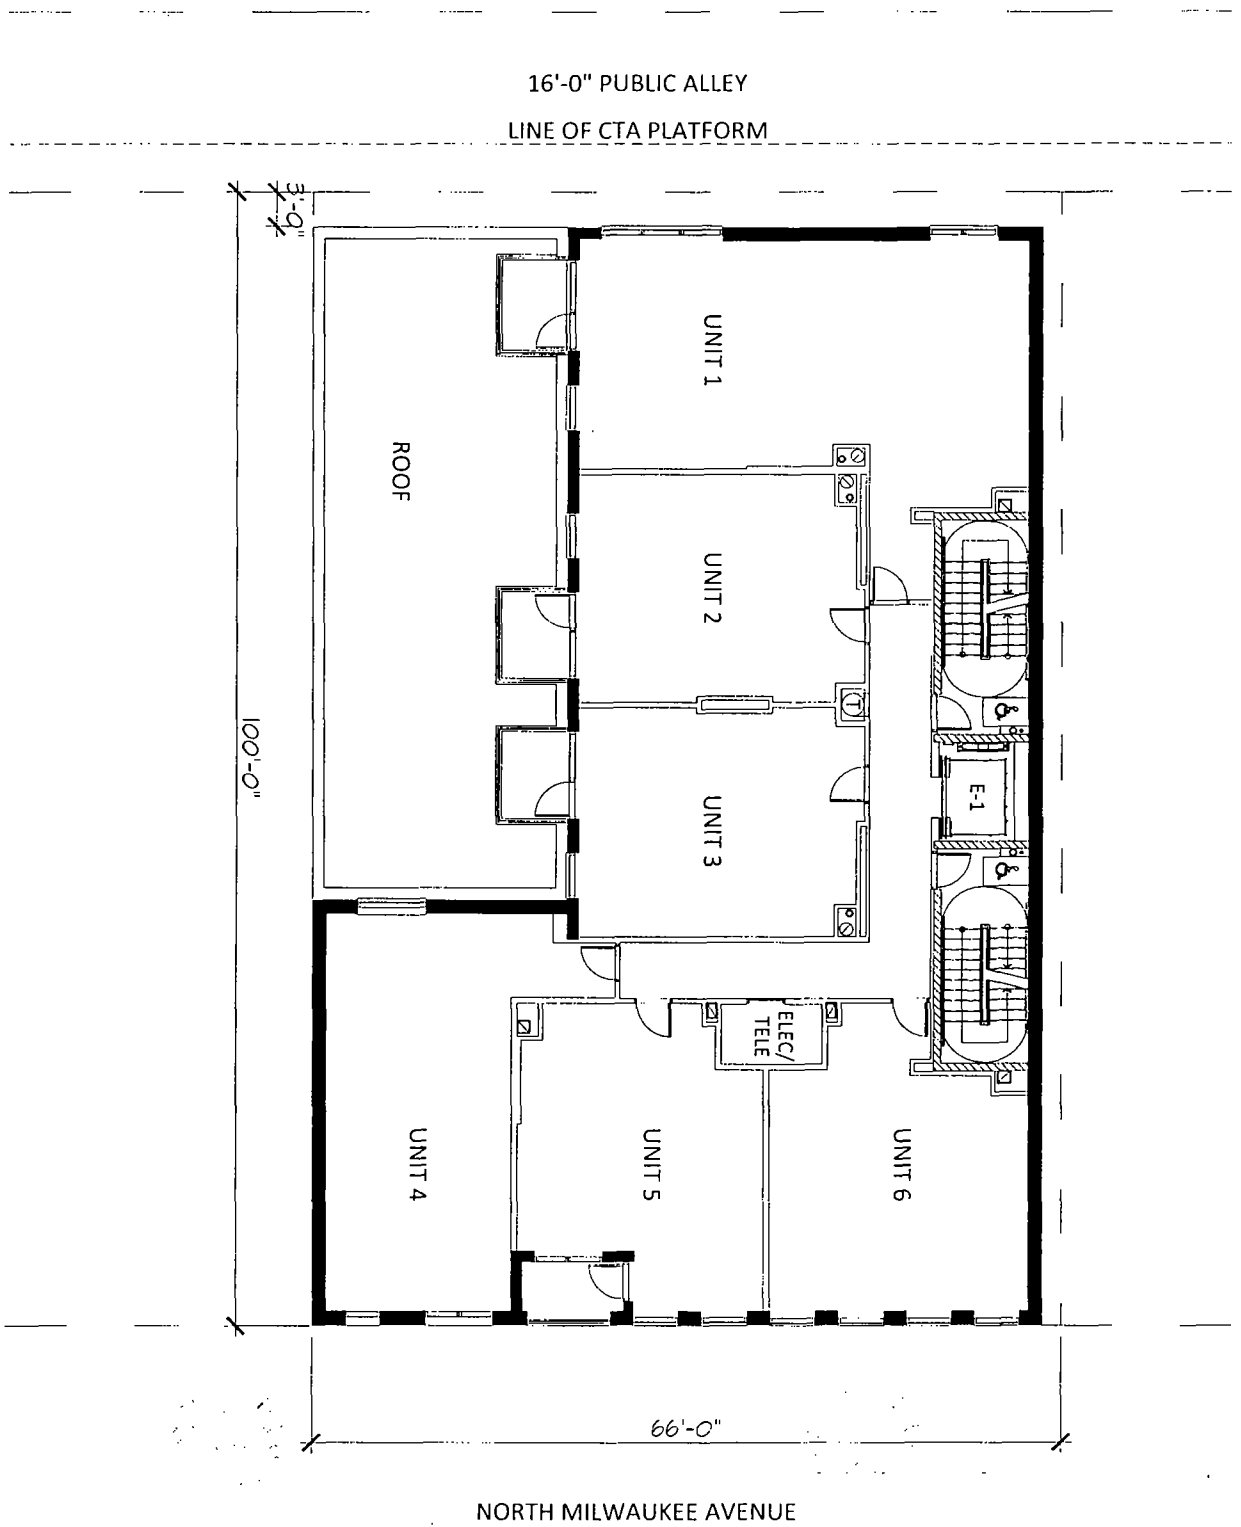 16'-0" PUBLIC ALLEY
LINE OF CTA PLATFORM
3'-0"
UNIT 1
ROOF
UNIT 2
100'-0"
UNIT 3
E-1
T
ELEC/
TELE
UNIT 4
UNIT 5
UNIT 6
66'-0"
NORTH MILWAUKEE AVENUE